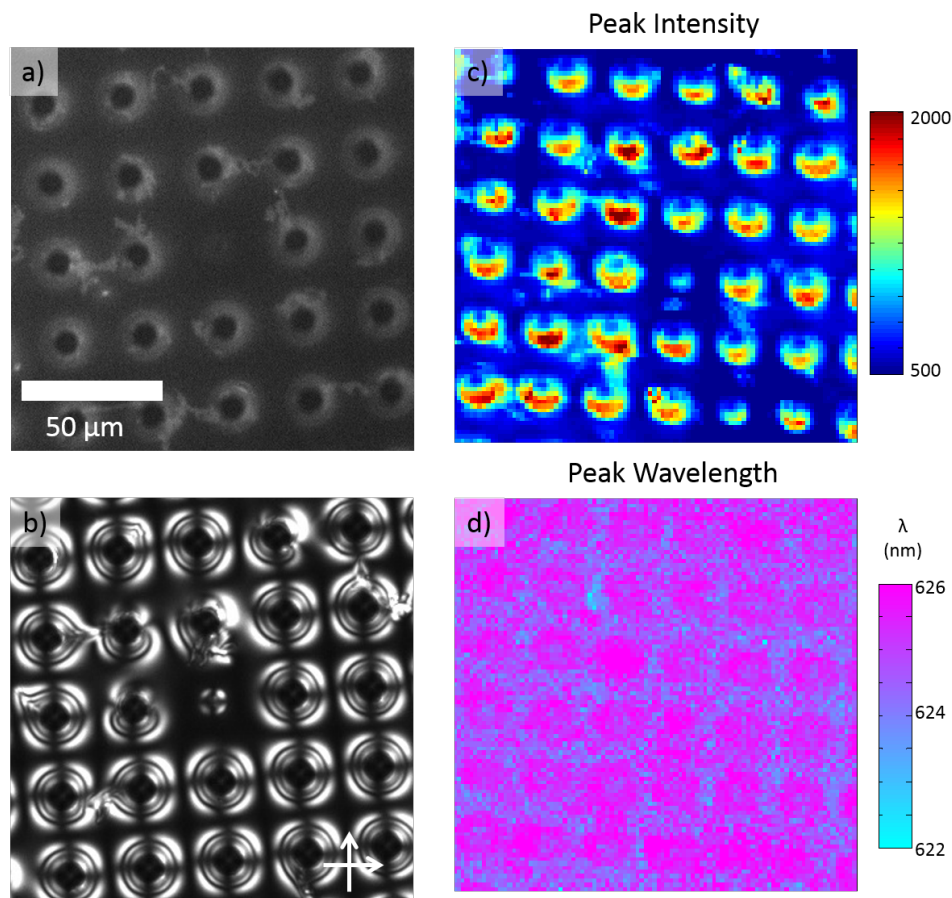 Peak Intensity
a)
c)
2000
500
50 µm
Peak Wavelength
b)
d)
λ
(nm)
626
624
622